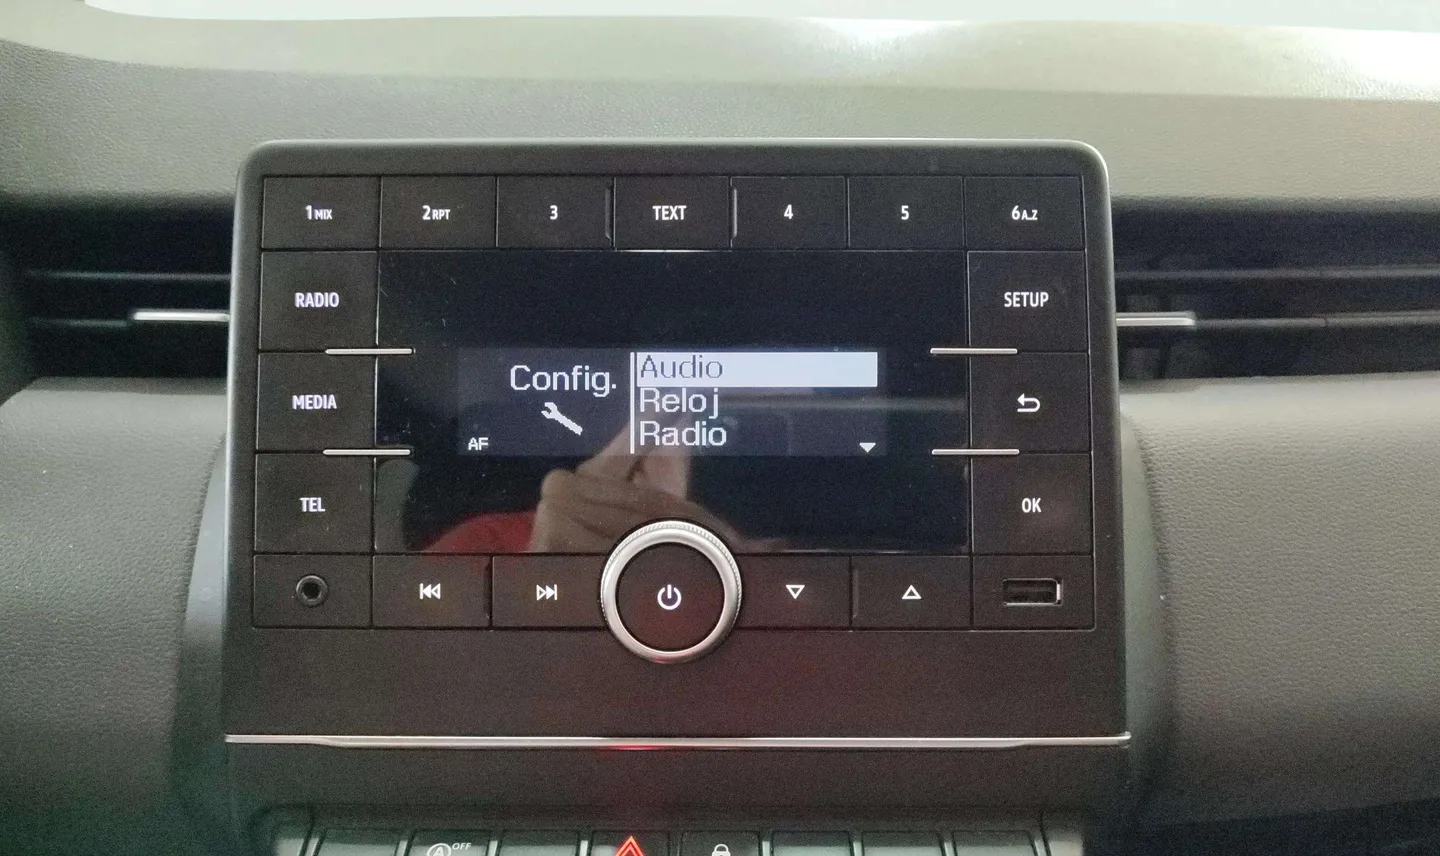 1MIX
2RPT
3
TEXT
4
5
6A..Z
RADIO
SETUP
Config.
Audio
Reloj
Radio
MEDIA
AF
TEL
OK
A OFF